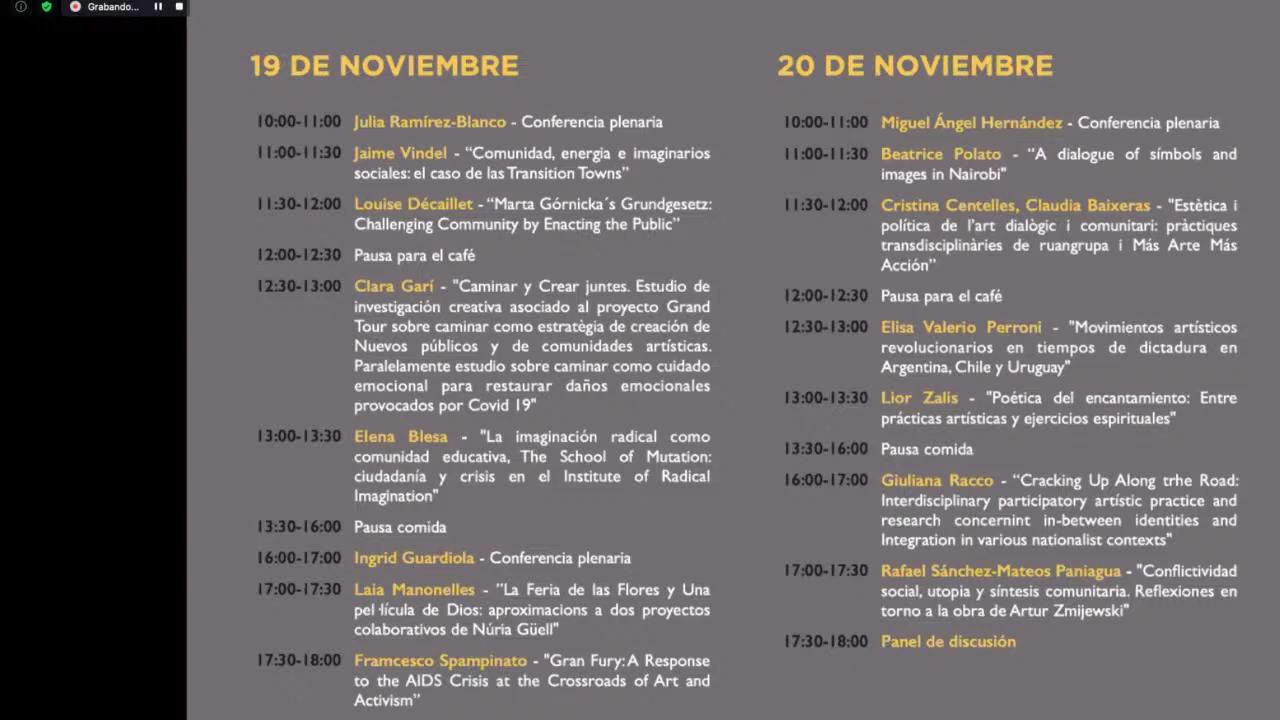 Grabando...
19 DE NOVIEMBRE
10:00-11:00 Julia Ramírez-Blanco - Conferencia plenaria
11:00-11:30 Jaime Vindel - “Comunidad, energia e imaginarios
sociales: el caso de las Transition Towns”
11:30-12:00 Louise Décaillet - “Marta Górnicka´s Grundgesetz:
Challenging Community by Enacting the Public”
12:00-12:30 Pausa para el café
12:30-13:00 Clara Garí - "Caminar y Crear juntes. Estudio de
investigación creativa asociado al proyecto Grand
Tour sobre caminar como estratègia de creación de
Nuevos públicos y de comunidades artísticas.
Paralelamente estudio sobre caminar como cuidado
emocional para restaurar daños emocionales
provocados por Covid 19"
13:00-13:30 Elena Blesa - "La imaginación radical como
comunidad educativa, The School of Mutation:
ciudadanía y crisis en el Institute of Radical
Imagination"
13:30-16:00 Pausa comida
16:00-17:00 Ingrid Guardiola - Conferencia plenaria
17:00-17:30 Laia Manonelles - ”La Feria de las Flores y Una
pel·lícula de Dios: aproximacions a dos proyectos
colaborativos de Núria Güell"
17:30-18:00 Framcesco Spampinato - "Gran Fury: A Response
to the AIDS Crisis at the Crossroads of Art and
Activism”
20 DE NOVIEMBRE
10:00-11:00 Miguel Ángel Hernández - Conferencia plenaria
11:00-11:30 Beatrice Polato - “A dialogue of símbols and
images in Nairobi"
11:30-12:00 Cristina Centelles, Claudia Baixeras - "Estètica i
política de l’art dialògic i comunitari: pràctiques
transdisciplinàries de ruangrupa i Más Arte Más
Acción”
12:00-12:30 Pausa para el café
12:30-13:00 Elisa Valerio Perroni - "Movimientos artísticos
revolucionarios en tiempos de dictadura en
Argentina, Chile y Uruguay"
13:00-13:30 Lior Zalis - "Poética del encantamiento: Entre
prácticas artísticas y ejercicios espirituales"
13:30-16:00 Pausa comida
16:00-17:00 Giuliana Racco - “Cracking Up Along trhe Road:
Interdisciplinary participatory artístic practice and
research concernint in-between identities and
Integration in various nationalist contexts"
17:00-17:30 Rafael Sánchez-Mateos Paniagua - "Conflictividad
social, utopia y síntesis comunitaria. Reflexiones en
torno a la obra de Artur Zmijewski"
17:30-18:00 Panel de discusión